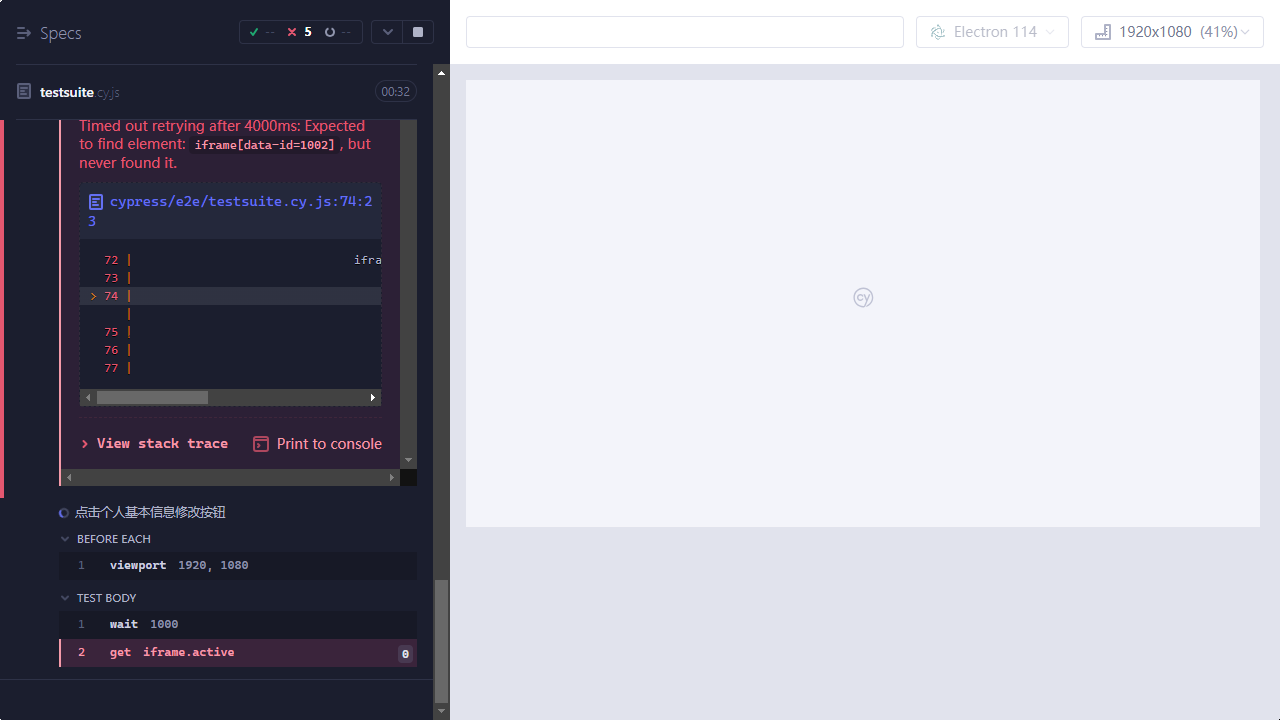 Specs
-- 5 --
Electron 114
1920x1080 (41%)
testsuite.cy.js
00:32
Timed out retrying after 4000ms: Expected
to find element: iframe[data-id=1002], but
never found it.
cypress/e2e/testsuite.cy.js:74:2
3
72 | ifra
73 |
> 74 |
|
75 |
76 |
77 |
View stack trace
Print to console
点击个人基本信息修改按钮
BEFORE EACH
1 viewport 1920, 1080
TEST BODY
1 wait 1000
2 get iframe.active 0
cy